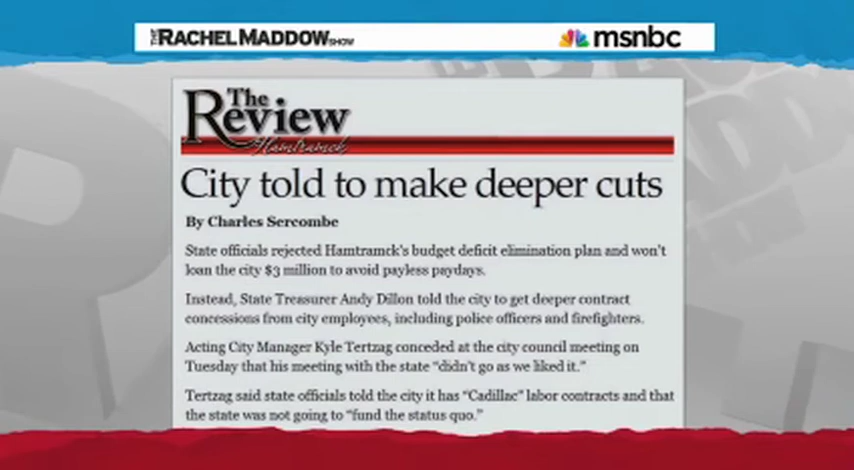 THE RACHEL MADDOW SHOW
msnbc
The Review
Hamtramck
City told to make deeper cuts
By Charles Sercombe
State officials rejected Hamtramck's budget deficit elimination plan and won't
loan the city $3 million to avoid payless paydays.
Instead, State Treasurer Andy Dillon told the city to get deeper contract
concessions from city employees, including police officers and firefighters.
Acting City Manager Kyle Tertzag conceded at the city council meeting on
Tuesday that his meeting with the state "didn't go as we liked it."
Tertzag said state officials told the city it has "Cadillac" labor contracts and that
the state was not going to "fund the status quo."